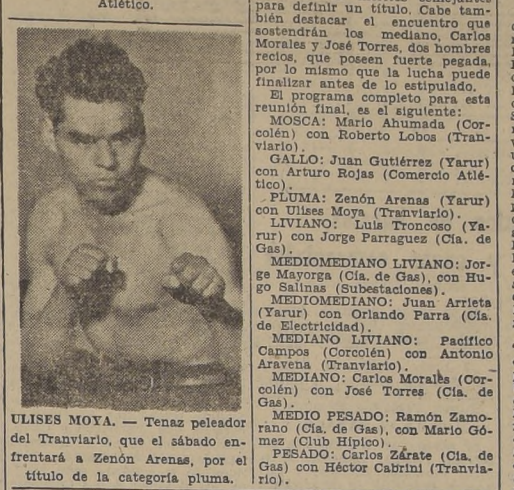 Atlético.
ULISES MOYA. — Tenaz peleador
del Tranviario, que el sábado en-
frentará a Zenón Arenas, por el
título de la categoría pluma.
para definir un título. Cabe tam-
bién destacar el encuentro que
sostendrán los mediano, Carlos
Morales y José Torres, dos hombres
recios, que poseen fuerte pegada,
por lo mismo que la lucha puede
finalizar antes de lo estipulado.
El programa completo para esta
reunión final, es el siguiente:
MOSCA: Mario Ahumada (Cor-
colén) con Roberto Lobos (Tran-
viario).
GALLO: Juan Gutiérrez (Yarur)
con Arturo Rojas (Comercio Atlé-
tico).
PLUMA: Zenón Arenas (Yarur)
con Ulises Moya (Tranviario).
LIVIANO: Luis Troncoso (Ya-
rur) con Jorge Parraguez (Cía. de
Gas).
MEDIOMEDIANO LIVIANO: Jor-
ge Mayorga (Cía. de Gas), con Hu-
go Salinas (Subestaciones).
MEDIOMEDIANO: Juan Arrieta
(Yarur) con Orlando Parra (Cía.
de Electricidad).
MEDIANO LIVIANO: Pacífico
Campos (Corcolén) con Antonio
Aravena (Tranviario).
MEDIANO: Carlos Morales (Cor-
colén) con José Torres (Cía. de
Gas).
MEDIO PESADO: Ramón Zamo-
rano (Cía. de Gas), con Mario Gó-
mez (Club Hípico).
PESADO: Carlos Zárate (Cía. de
Gas) con Héctor Cabrini (Tranvia-
rio).